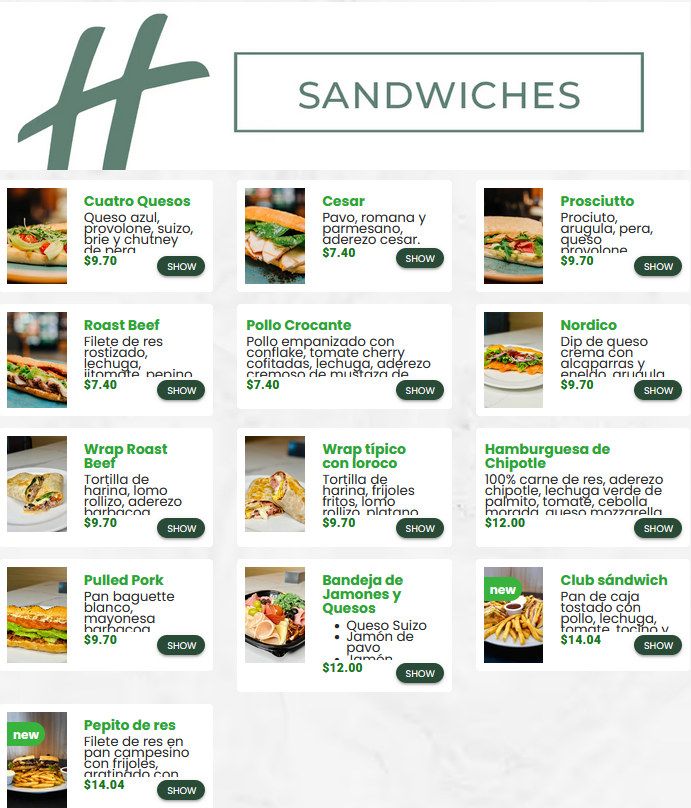 H
SANDWICHES
Cuatro Quesos
Queso azul,
provolone, suizo,
brie y chutney
de pera
$9.70
SHOW
Cesar
Pavo, romana y
parmesano,
aderezo cesar.
$7.40
SHOW
Prosciutto
Prociuto,
arugula, pera,
queso
provolone
$9.70
SHOW
Roast Beef
Filete de res
rostizado,
lechuga,
jitomate, pepino
$7.40
SHOW
Pollo Crocante
Pollo empanizado con
conflake, tomate cherry
cofitadas, lechuga, aderezo
cremoso de mustaza de
$7.40
SHOW
Nordico
Dip de queso
crema con
alcaparras y
eneldo, arugula
$9.70
SHOW
Wrap Roast
Beef
Tortilla de
harina, lomo
rollizo, aderezo
barbacoa
$9.70
SHOW
Wrap típico
con loroco
Tortilla de
harina, frijoles
fritos, lomo
rollizo, platano
$9.70
SHOW
Hamburguesa de
Chipotle
100% carne de res, aderezo
chipotle, lechuga verde de
palmito, tomate, cebolla
morada, queso mozzarella
$12.00
SHOW
Pulled Pork
Pan baguette
blanco,
mayonesa
barbacoa
$9.70
SHOW
Bandeja de
Jamones y
Quesos
• Queso Suizo
• Jamón de
pavo
• Jamón
$12.00
SHOW
new
Club sándwich
Pan de caja
tostado con
pollo, lechuga,
tomate, tocino y
$14.04
SHOW
new
Pepito de res
Filete de res en
pan campesino
con frijoles,
gratinado con
$14.04
SHOW